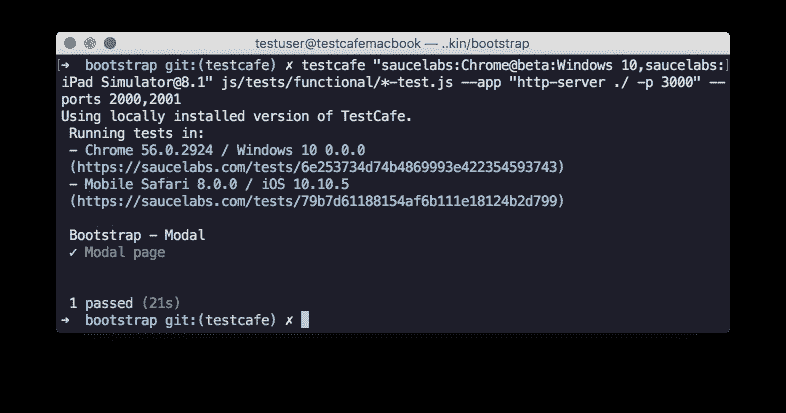 testuser@testcafemacbook — ..kin/bootstrap
[➜  bootstrap git:(testcafe) ✗ testcafe "saucelabs:Chrome@beta:Windows 10,saucelabs:]
iPad Simulator@8.1" js/tests/functional/*-test.js --app "http-server ./ -p 3000" --
ports 2000,2001
Using locally installed version of TestCafe.
Running tests in:
- Chrome 56.0.2924 / Windows 10 0.0.0
(https://saucelabs.com/tests/6e253734d74b4869993e422354593743)
- Mobile Safari 8.0.0 / iOS 10.10.5
(https://saucelabs.com/tests/79b7d61188154af6b111e18124b2d799)
Bootstrap - Modal
✓ Modal page
1 passed (21s)
➜  bootstrap git:(testcafe) ✗